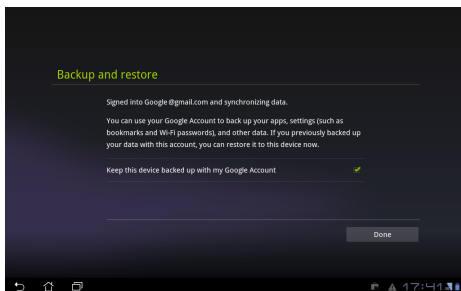 Backup and restore
Signed into Google @gmail.com and synchronizing data.
You can use your Google Account to back up your apps, settings (such as
bookmarks and Wi-Fi passwords), and other data. If you previously backed up
your data with this account, you can restore it to this device now.
Keep this device backed up with my Google Account
Done
17:41